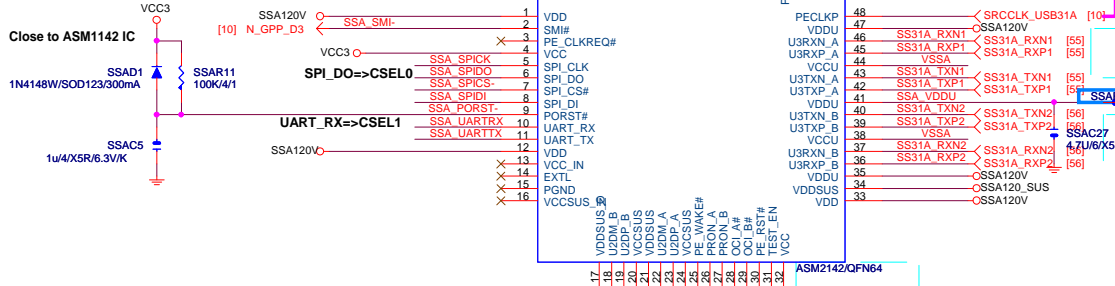 VCC3
Close to ASM1142 IC
SSAD1
1N4148W/SOD123/300mA
SSAR11
100K/4/1
SSAC5
1u/4/X5R/6.3V/K
SSA120V
[10] N_GPP_D3
SSA_SMI-
VCC3
SPI_DO=>CSEL0
SSA_SPICK
SSA_SPIDO
SSA_SPICS-
SSA_SPIDI
SSA_PORST-
UART_RX=>CSEL1
SSA_UARTRX
SSA_UARTTX
SSA120V
1 VDD
2 SMI#
3 PE_CLKREQ#
4 VCC
5 SPI_CLK
6 SPI_DO
7 SPI_CS#
8 SPI_DI
9 PORST#
10 UART_RX
11 UART_TX
12 VDD
13 VCC_IN
14 EXTL
15 PGND
16 VCCSUS_IN
17 VDDSUS_
18 U2DM_B
19 U2DP_B
20 VCCSUS
21 VDDSUS
22 U2DM_A
23 U2DP_A
24 VCCSUS
25 PE_WAKE#
26 PRON_A
27 PRON_B
28 OCI_A#
29 OCI_B#
30 PE_RST#
31 TEST_EN
32 VCC
PECLKP 48 SRCCLK_USB31A [10]
VDDU 47 SSA120V
U3RXN_A 46 SS31A_RXN1 SS31A_RXN1 [55]
U3RXP_A 45 SS31A_RXP1 SS31A_RXP1 [55]
VCCU 44 VSSA
U3TXN_A 43 SS31A_TXN1 SS31A_TXN1 [55]
U3TXP_A 42 SS31A_TXP1 SS31A_TXP1 [55]
VDDU 41 SSA_VDDU
U3TXN_B 40 SS31A_TXN2 SS31A_TXN2 [56]
U3TXP_B 39 SS31A_TXP2 SS31A_TXP2 [56]
VCCU 38 VSSA
U3RXN_B 37 SS31A_RXN2 SS31A_RXN2 [56]
U3RXP_B 36 SS31A_RXP2 SS31A_RXP2 [56]
VDDU 35 SSA120V
VDDSUS 34 SSA120_SUS
VDD 33 SSA120V
SSAC27
4.7U/6/X5
ASM2142/QFN64